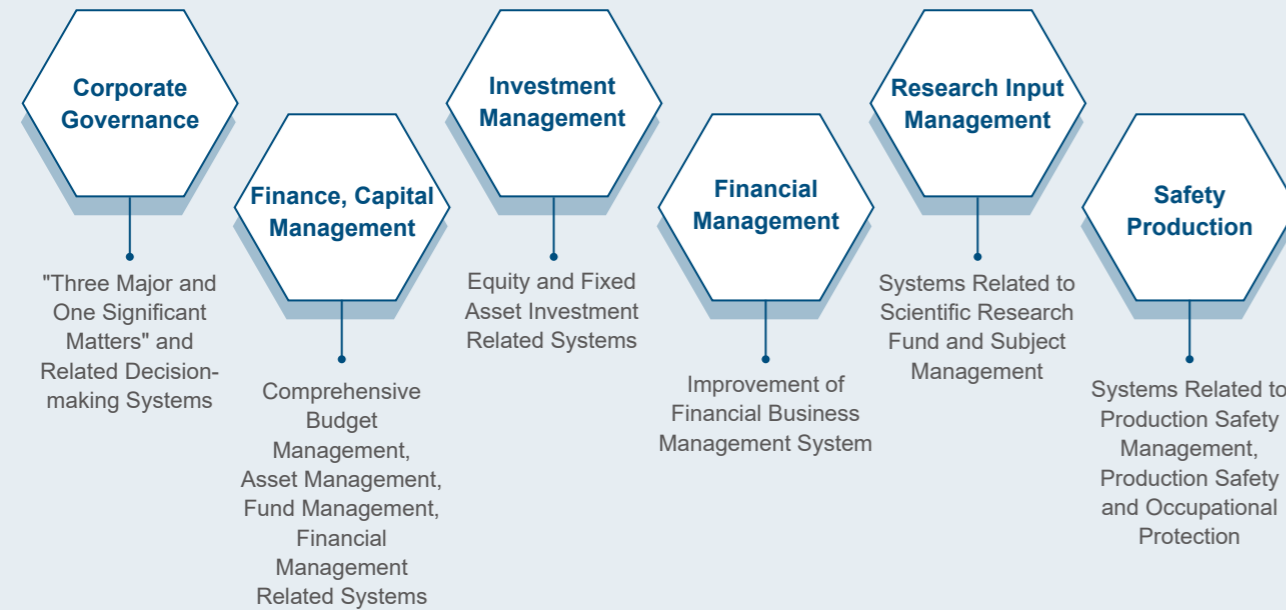 Corporate
Governance
"Three Major and
One Significant
Matters" and
Related Decision-
making Systems
Finance, Capital
Management
Comprehensive
Budget
Management,
Asset Management,
Fund Management,
Financial
Management
Related Systems
Investment
Management
Equity and Fixed
Asset Investment
Related Systems
Financial
Management
Improvement of
Financial Business
Management System
Research Input
Management
Systems Related to
Scientific Research
Fund and Subject
Management
Safety
Production
Systems Related to
Production Safety
Management,
Production Safety
and Occupational
Protection